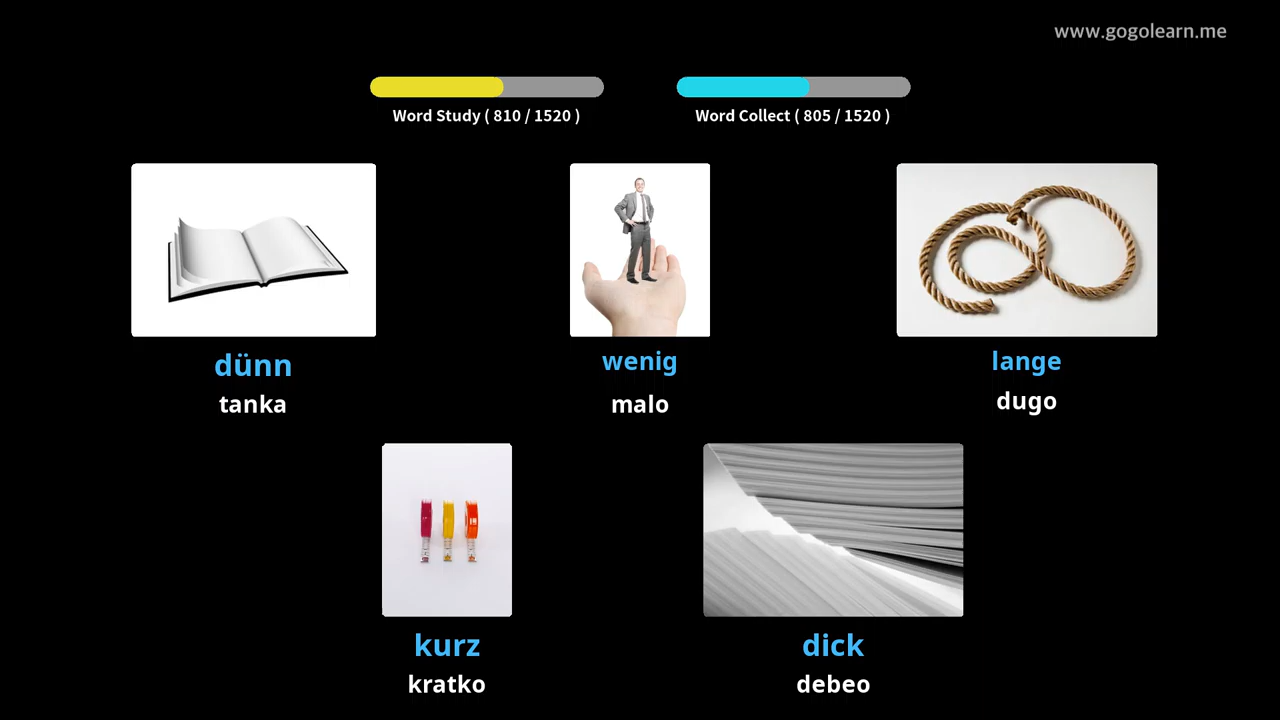 www.gogolearn.me
Word Study ( 810 / 1520 )
Word Collect ( 805 / 1520 )
dünn
tanka
wenig
malo
lange
dugo
kurz
kratko
dick
debeo